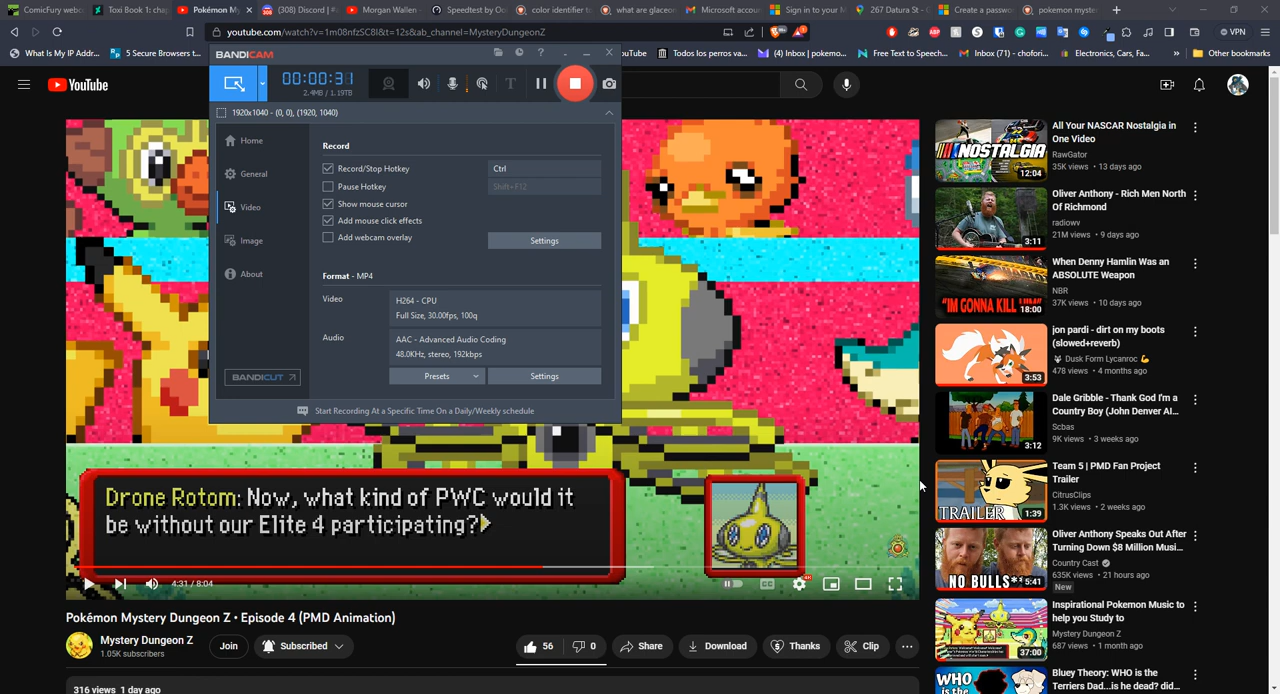 ComicFury webco
Toxi Book 1: chap
Pokémon My
(308) Discord | #
Morgan Wallen -
Speedtest by Oo
color identifier to
what are glaceon
Microsoft accou
Sign in to your M
267 Datura St - G
Create a passwo
pokemon myster
youtube.com/watch?v=1m08nfzSC8I&t=12s&ab_channel=MysteryDungeonZ
VPN
What Is My IP Addre...
5 Secure Browsers t...
BANDICAM
ouTube
Todos los perros va...
(4) Inbox | pokemo...
Free Text to Speech...
Inbox (71) - chofori...
Electronics, Cars, Fa...
Other bookmarks
YouTube
00:00:31
2.4MB / 1.19TB
1920x1040 - (0, 0), (1920, 1040)
Home
General
Video
Image
About
BANDICUT
Record
Record/Stop Hotkey
Ctrl
Pause Hotkey
Shift+F12
Show mouse cursor
Add mouse click effects
Add webcam overlay
Settings
Format - MP4
Video
H264 - CPU
Full Size, 30.00fps, 100q
Audio
AAC - Advanced Audio Coding
48.0KHz, stereo, 192kbps
Presets
Settings
Start Recording At a Specific Time On a Daily/Weekly schedule
Drone Rotom: Now, what kind of PWC would it
be without our Elite 4 participating?
4:31 / 8:04
CC
Pokémon Mystery Dungeon Z • Episode 4 (PMD Animation)
Mystery Dungeon Z
1.05K subscribers
Join
Subscribed
56
0
Share
Download
Thanks
Clip
316 views 1 day ago
NOSTALGIA
12:04
All Your NASCAR Nostalgia in
One Video
RawGator
35K views • 13 days ago
3:11
Oliver Anthony - Rich Men North
Of Richmond
radiowv
21M views • 9 days ago
"IM GONNA KILL HIM"
18:00
When Denny Hamlin Was an
ABSOLUTE Weapon
NBR
37K views • 10 days ago
3:53
jon pardi - dirt on my boots
(slowed+reverb)
Dusk Form Lycanroc
478 views • 4 months ago
3:12
Dale Gribble - Thank God I'm a
Country Boy (John Denver AI...
Scbas
9K views • 3 weeks ago
TRAILER
1:39
Team 5 | PMD Fan Project
Trailer
CitrusClips
1.3K views • 2 weeks ago
NO BULLS**
5:41
Oliver Anthony Speaks Out After
Turning Down $8 Million Musi...
Country Cast
635K views • 21 hours ago
New
37:00
Inspirational Pokemon Music to
help you Study to
Mystery Dungeon Z
687 views • 1 month ago
WHO
IS THE
Bluey Theory: WHO is the
Terriers Dad...is he dead? did...